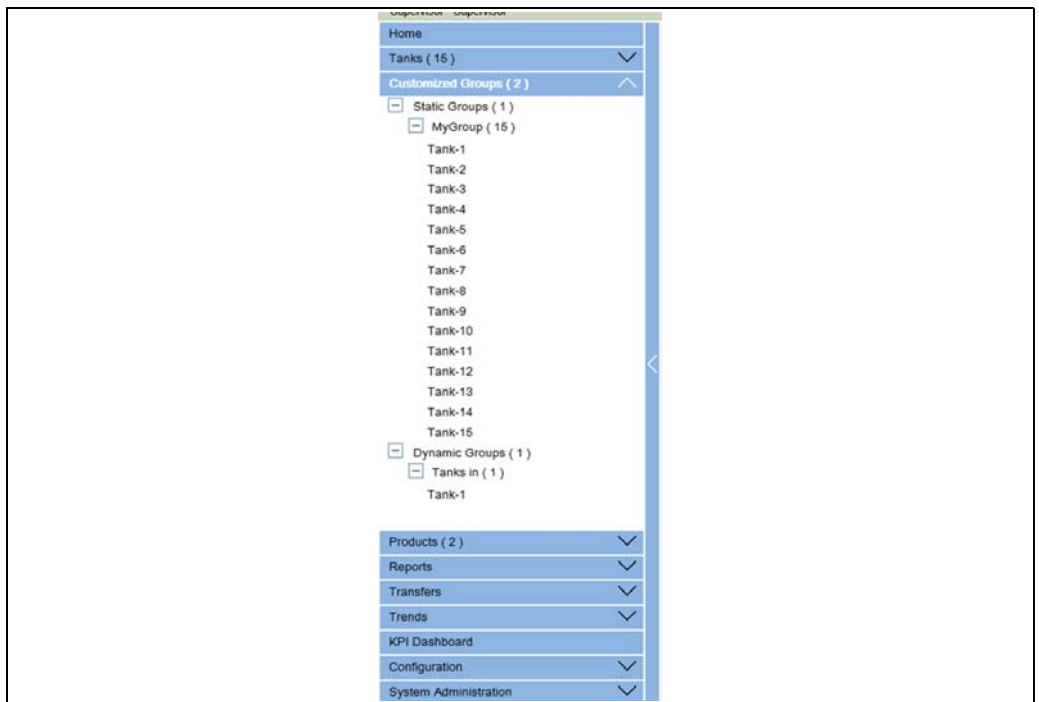 Supervisor - Supervisor
Home
Tanks ( 15 )
Customized Groups ( 2 )
Static Groups ( 1 )
MyGroup ( 15 )
Tank-1
Tank-2
Tank-3
Tank-4
Tank-5
Tank-6
Tank-7
Tank-8
Tank-9
Tank-10
Tank-11
Tank-12
Tank-13
Tank-14
Tank-15
Dynamic Groups ( 1 )
Tanks in ( 1 )
Tank-1
Products ( 2 )
Reports
Transfers
Trends
KPI Dashboard
Configuration
System Administration